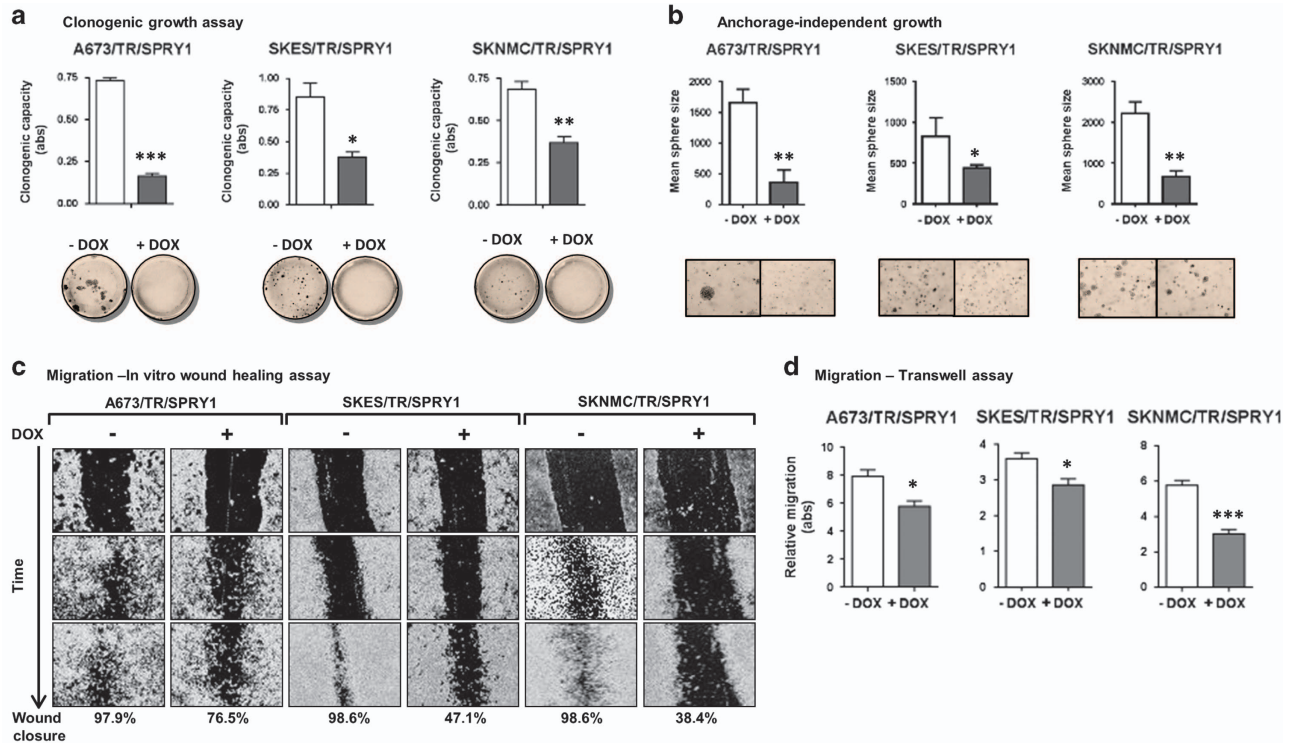 a
Clonogenic growth assay
A673/TR/SPRY1
SKES/TR/SPRY1
SKNMC/TR/SPRY1
Clonogenic capacity
(abs)
0.75
0.50
0.25
0.00
***
Clonogenic capacity
(abs)
1.00
0.75
0.50
0.25
0.00
*
Clonogenic capacity
(abs)
0.75
0.50
0.25
0.00
**
- DOX + DOX
- DOX + DOX
- DOX + DOX
b
Anchorage-independent growth
A673/TR/SPRY1
SKES/TR/SPRY1
SKNMC/TR/SPRY1
Mean sphere size
2000
1500
1000
500
0
**
- DOX + DOX
Mean sphere size
1500
1000
500
0
*
- DOX + DOX
Mean sphere size
3000
2000
1000
0
**
- DOX + DOX
c
Migration –In vitro wound healing assay
A673/TR/SPRY1
SKES/TR/SPRY1
SKNMC/TR/SPRY1
DOX - + - + - +
Time
Wound closure
97.9% 76.5% 98.6% 47.1% 98.6% 38.4%
d
Migration – Transwell assay
A673/TR/SPRY1
SKES/TR/SPRY1
SKNMC/TR/SPRY1
Relative migration
(abs)
10
8
6
4
2
0
*
- DOX + DOX
4
3
2
1
0
*
- DOX + DOX
8
6
4
2
0
***
- DOX + DOX